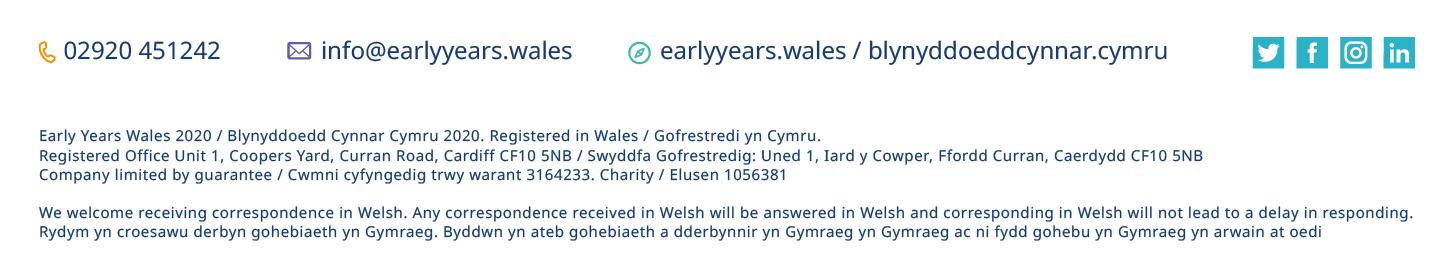 02920 451242 info@earlyyears.wales earlyyears.wales / blynyddoeddcynnar.cymru
Early Years Wales 2020 / Blynyddoedd Cynnar Cymru 2020. Registered in Wales / Gofrestredi yn Cymru.
Registered Office Unit 1, Coopers Yard, Curran Road, Cardiff CF10 5NB / Swyddfa Gofrestredig: Uned 1, Iard y Cowper, Ffordd Curran, Caerdydd CF10 5NB
Company limited by guarantee / Cwmni cyfyngedig trwy warant 3164233. Charity / Elusen 1056381
We welcome receiving correspondence in Welsh. Any correspondence received in Welsh will be answered in Welsh and corresponding in Welsh will not lead to a delay in responding.
Rydym yn croesawu derbyn gohebiaeth yn Gymraeg. Byddwn yn ateb gohebiaeth a dderbynnir yn Gymraeg yn Gymraeg ac ni fydd gohebu yn Gymraeg yn arwain at oedi